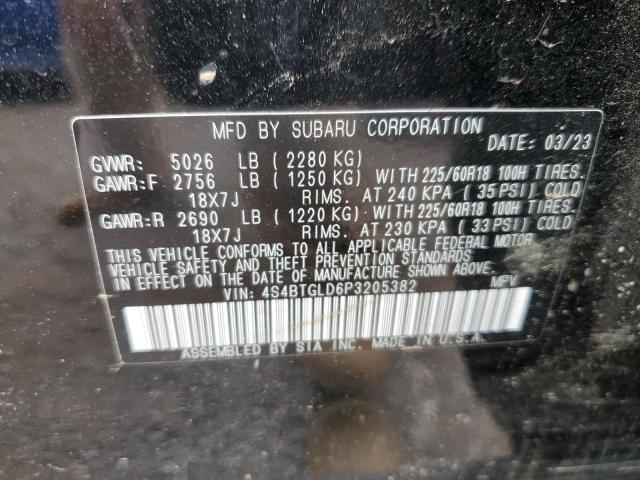 MFD BY SUBARU CORPORATION
DATE: 03/23
GVWR: 5026 LB (2280 KG)
GAWR:F 2756 LB (1250 KG) WITH 225/60R18 100H TIRES.
18X7J RIMS. AT 240 KPA (35 PSI) COLD
GAWR:R 2690 LB (1220 KG) WITH 225/60R18 100H TIRES.
18X7J RIMS. AT 230 KPA (33 PSI) COLD
THIS VEHICLE CONFORMS TO ALL APPLICABLE FEDERAL MOTOR
VEHICLE SAFETY AND THEFT PREVENTION STANDARDS
IN EFFECT ON THE DATE OF MANUFACTURE SHOWN ABOVE.
VIN: 4S4BTGLD6P3205382 MPV
ASSEMBLED BY SIA INC. MADE IN U.S.A.